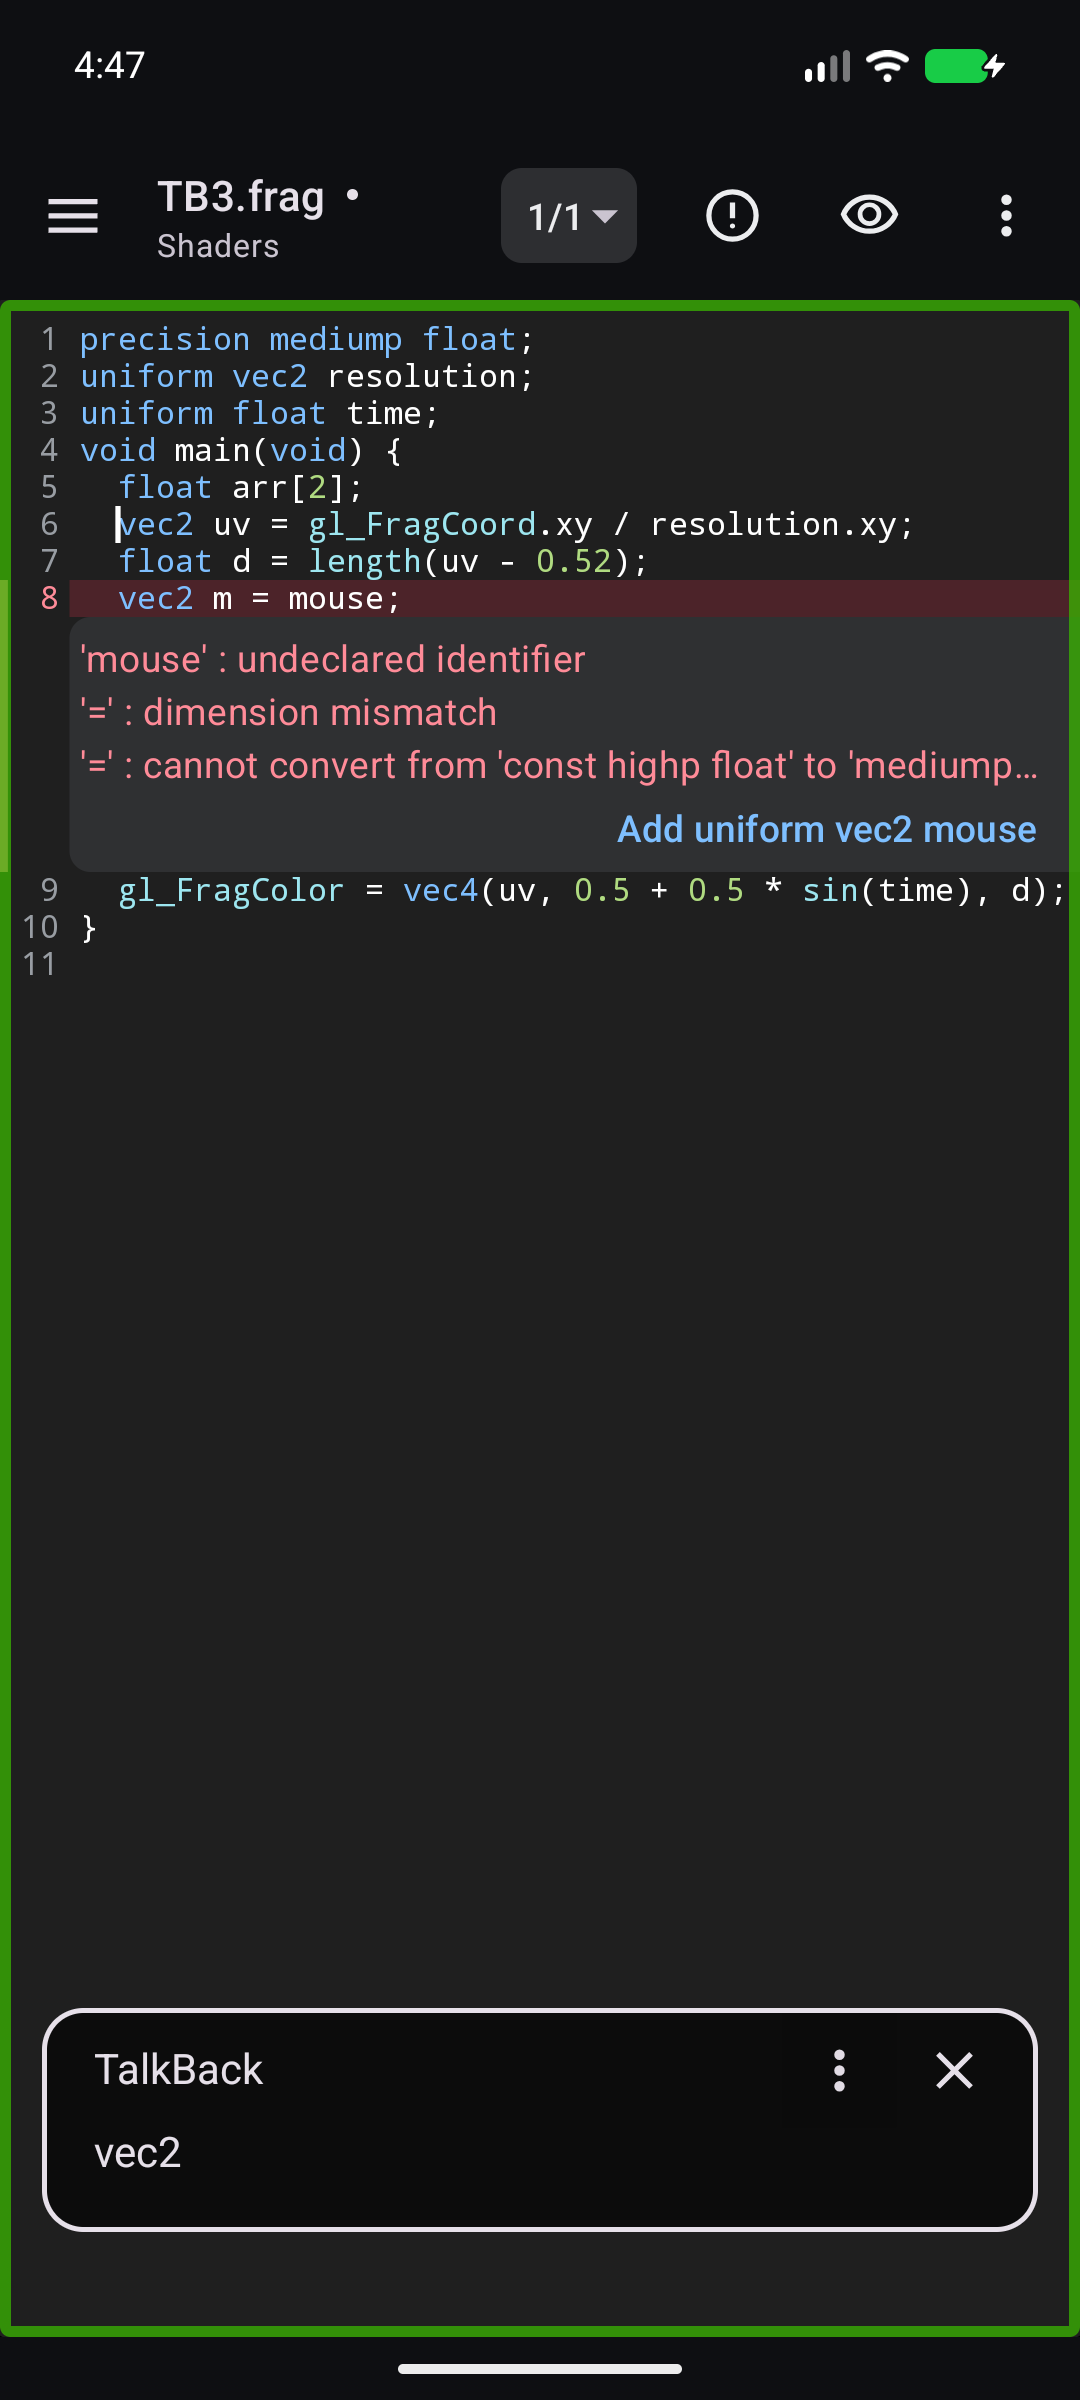 4:47
TB3.frag •
Shaders
1/1
1 precision mediump float;
2 uniform vec2 resolution;
3 uniform float time;
4 void main(void) {
5   float arr[2];
6   vec2 uv = gl_FragCoord.xy / resolution.xy;
7   float d = length(uv - 0.52);
8   vec2 m = mouse;
'mouse' : undeclared identifier
'=' : dimension mismatch
'=' : cannot convert from 'const highp float' to 'mediump…
Add uniform vec2 mouse
9   gl_FragColor = vec4(uv, 0.5 + 0.5 * sin(time), d);
10 }
11
TalkBack
vec2